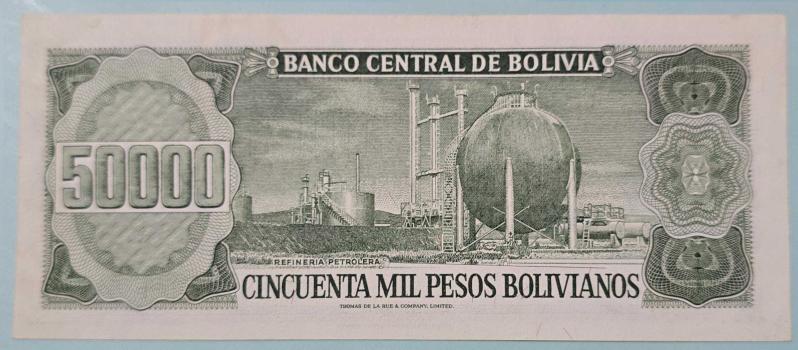 BANCO CENTRAL DE BOLIVIA
50000
REFINERIA PETROLERA
CINCUENTA MIL PESOS BOLIVIANOS
THOMAS DE LA RUE & COMPANY, LIMITED.